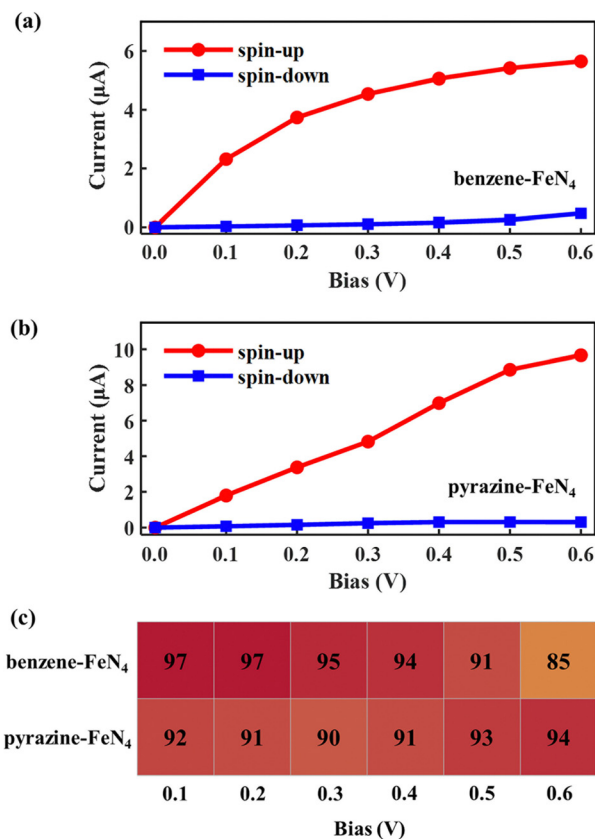 (a)
6
4
2
0
Current (μA)
spin-up
spin-down
benzene-FeN₄
0.0 0.1 0.2 0.3 0.4 0.5 0.6
Bias (V)
(b)
10
8
6
4
2
0
Current (μA)
spin-up
spin-down
pyrazine-FeN₄
0.0 0.1 0.2 0.3 0.4 0.5 0.6
Bias (V)
(c)
benzene-FeN₄ 97 97 95 94 91 85
pyrazine-FeN₄ 92 91 90 91 93 94
0.1 0.2 0.3 0.4 0.5 0.6
Bias (V)